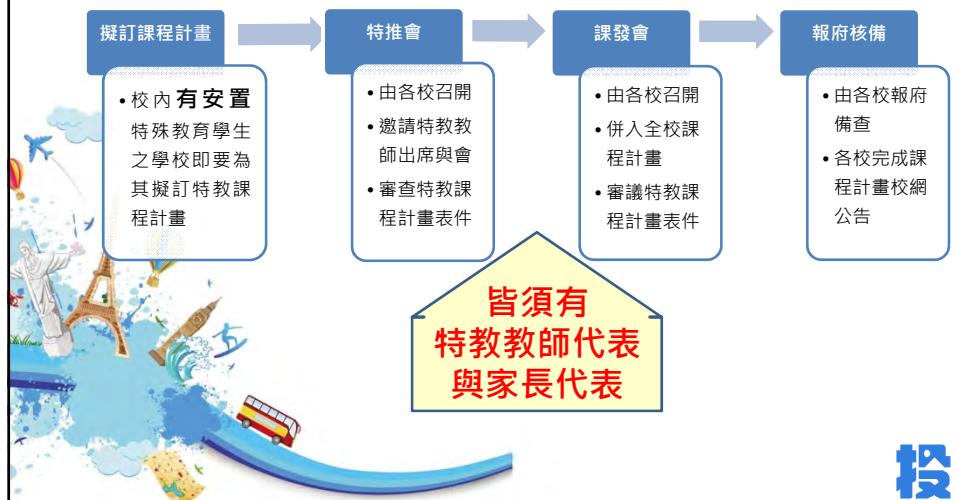 擬訂課程計畫
特推會
課發會
報府核備
•校內有安置
特殊教育學生
之學校即要為
其擬訂特教課
程計畫
•由各校召開
•邀請特教教
師出席與會
•審查特教課
程計畫表件
•由各校召開
•併入全校課
程計畫
•審議特教課
程計畫表件
•由各校報府
備查
•各校完成課
程計畫校網
公告
皆須有
特教教師代表
與家長代表
投